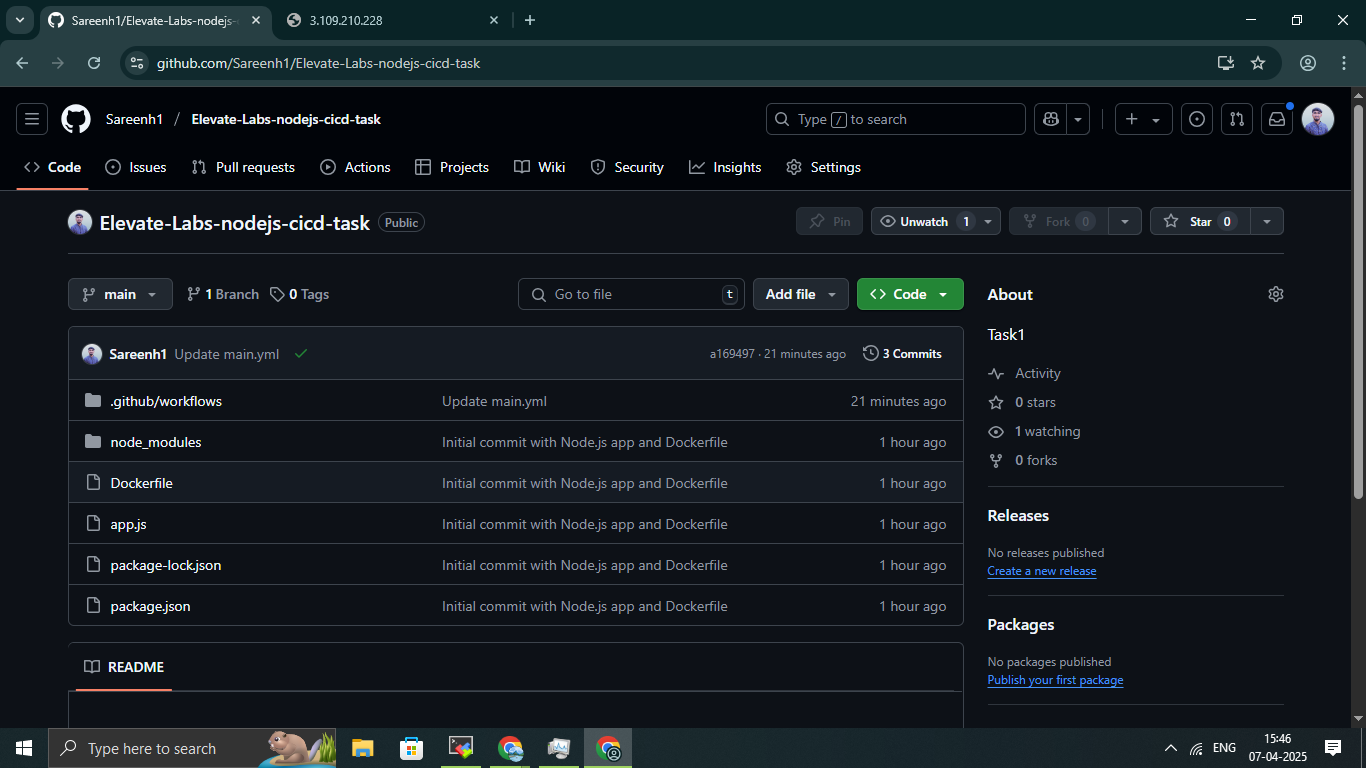 Sareenh1/Elevate-Labs-nodejs-
3.109.210.228
github.com/Sareenh1/Elevate-Labs-nodejs-cicd-task
Sareenh1 / Elevate-Labs-nodejs-cicd-task
Type / to search
Code Issues Pull requests Actions Projects Wiki Security Insights Settings
Elevate-Labs-nodejs-cicd-task Public
Pin Unwatch 1 Fork 0 Star 0
main 1 Branch 0 Tags Go to file t Add file Code
Sareenh1 Update main.yml a169497 · 21 minutes ago 3 Commits
.github/workflows Update main.yml 21 minutes ago
node_modules Initial commit with Node.js app and Dockerfile 1 hour ago
Dockerfile Initial commit with Node.js app and Dockerfile 1 hour ago
app.js Initial commit with Node.js app and Dockerfile 1 hour ago
package-lock.json Initial commit with Node.js app and Dockerfile 1 hour ago
package.json Initial commit with Node.js app and Dockerfile 1 hour ago
README
About
Task1
Activity
0 stars
1 watching
0 forks
Releases
No releases published
Create a new release
Packages
No packages published
Publish your first package
Type here to search
ENG
15:46
07-04-2025